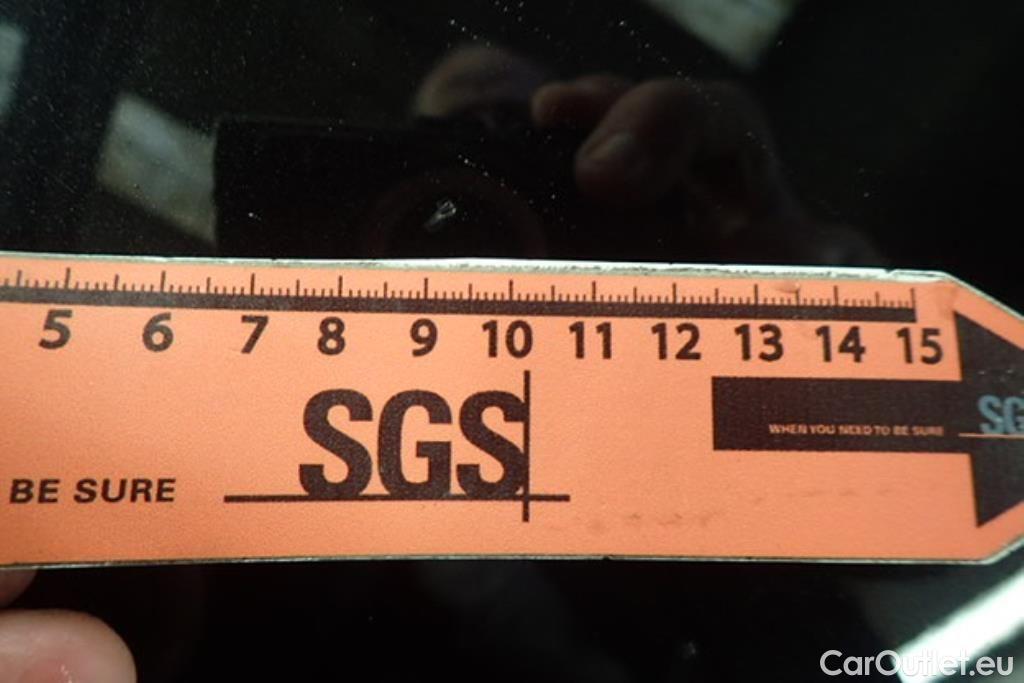 5 6 7 8 9 10 11 12 13 14 15
SGS
WHEN YOU NEED TO BE SURE
SG
BE SURE
CarOutlet.eu